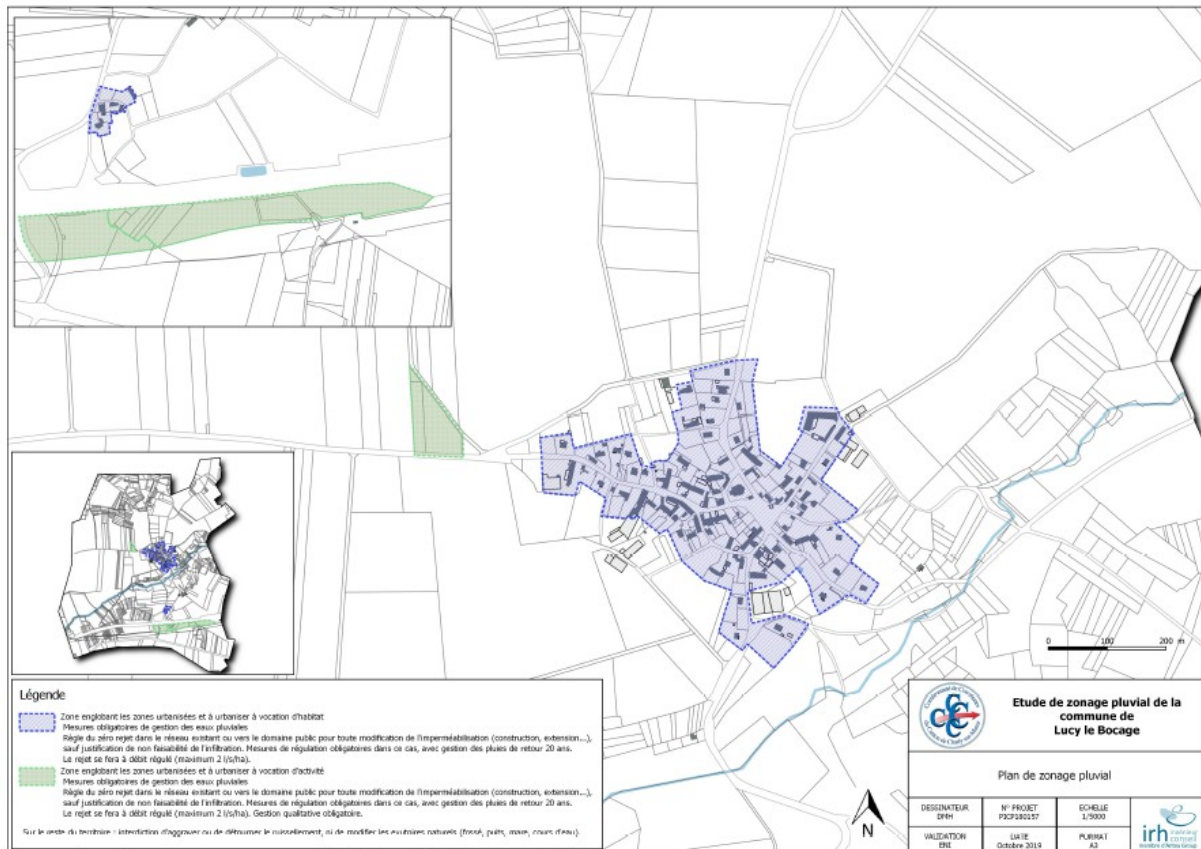 0 100 200 m
Légende
Zone englobant les zones urbanisées et à urbaniser à vocation d'habitat
Mesures obligatoires de gestion des eaux pluviales
Règle du zéro rejet dans le réseau existant ou vers le domaine public pour toute modification de l'imperméabilisation (construction, extension...),
sauf justification de non faisabilité de l'infiltration. Mesures de régulation obligatoires dans ce cas, avec gestion des pluies de retour 20 ans.
Le rejet se fera à débit régulé (maximum 2 l/s/ha).
Zone englobant les zones urbanisées et à urbaniser à vocation d'activité
Mesures obligatoires de gestion des eaux pluviales
Règle du zéro rejet dans le réseau existant ou vers le domaine public pour toute modification de l'imperméabilisation (construction, extension...),
sauf justification de non faisabilité de l'infiltration. Mesures de régulation obligatoires dans ce cas, avec gestion des pluies de retour 20 ans.
Le rejet se fera à débit régulé (maximum 2 l/s/ha). Gestion qualitative obligatoire.
Sur le reste du territoire : interdiction d'aggraver ou de détourner le ruissellement, ni de modifier les exutoires naturels (fossé, puits, mare, cours d'eau).
N
CCCC
Etude de zonage pluvial de la
commune de
Lucy le Bocage
Plan de zonage pluvial
DESSINATEUR
DMH
N° PROJET
PICP180157
ECHELLE
1/5000
VALIDATION
ENI
DATE
Octobre 2019
FORMAT
A3
irh ingénieur
conseil
membre d'Antea Group